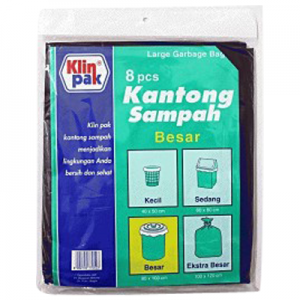 Large Garbage Bag
Klin
pak
8 pcs
Kantong
Sampah
Besar
Klin pak
kantong sampah
menjadikan
lingkungan Anda
bersih dan sehat
Kecil
Sedang
Besar
Ekstra Besar